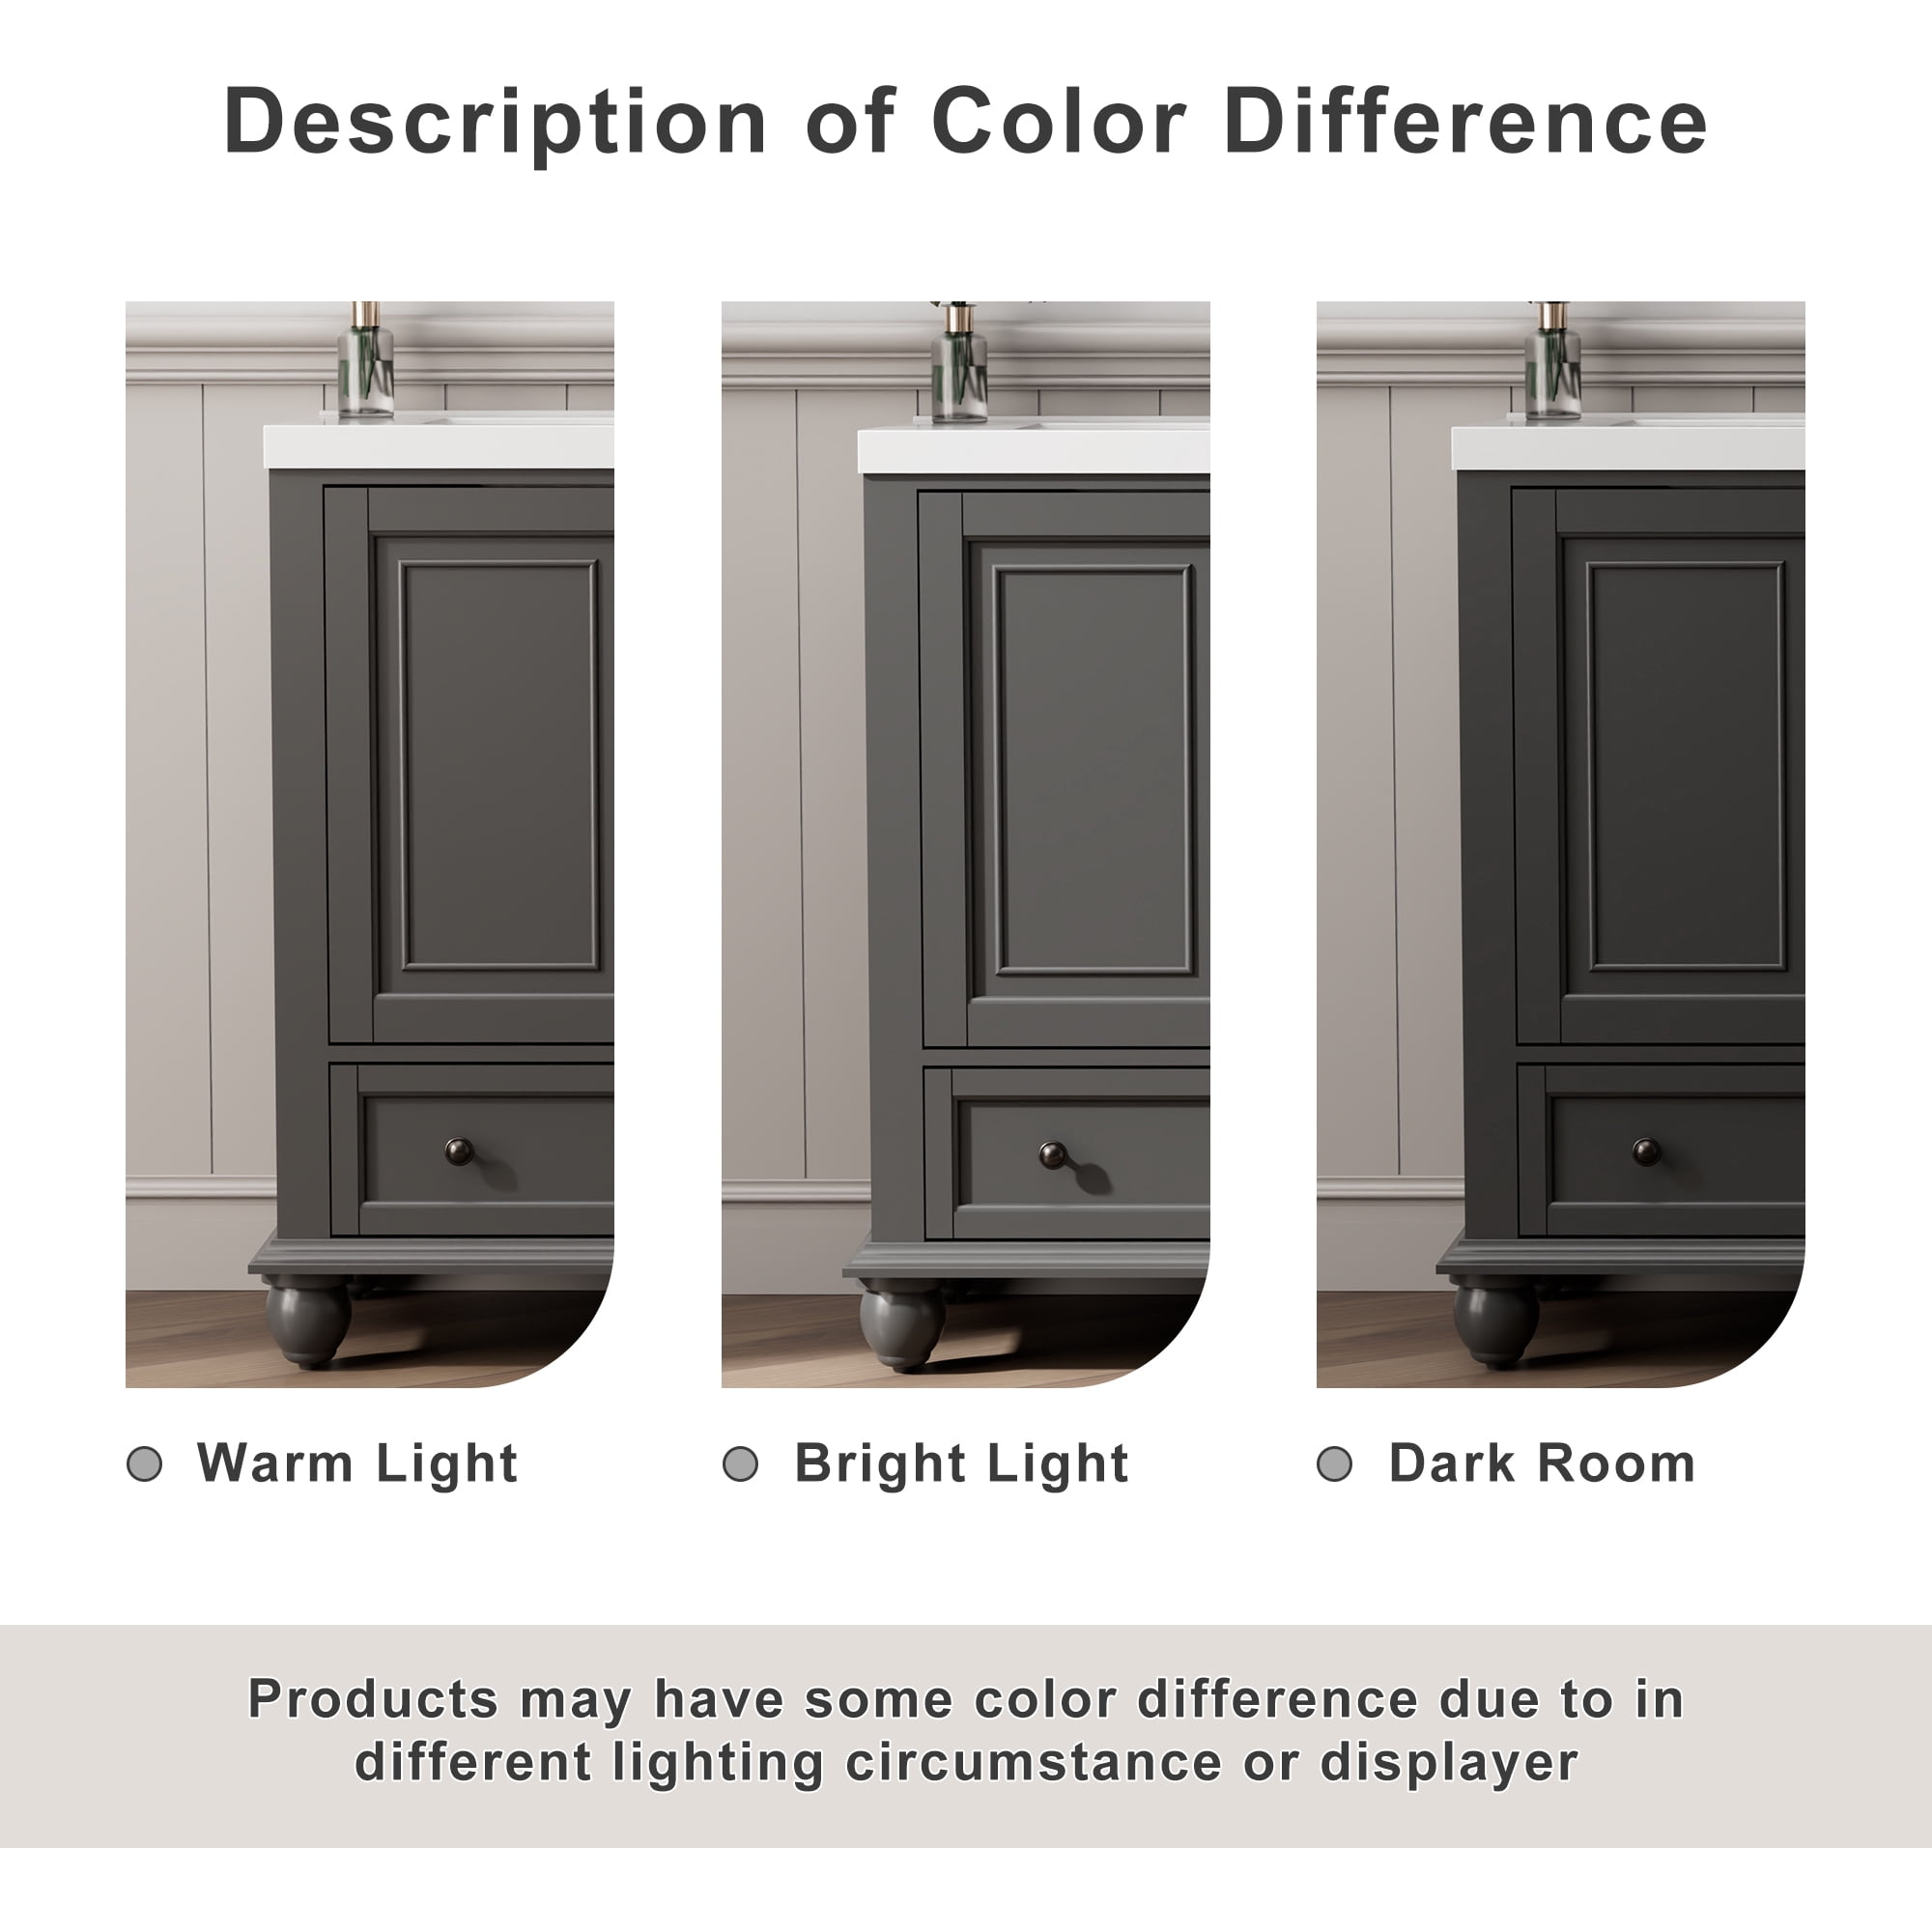 Description of Color Difference
Warm Light
Bright Light
Dark Room
Products may have some color difference due to in
different lighting circumstance or displayer